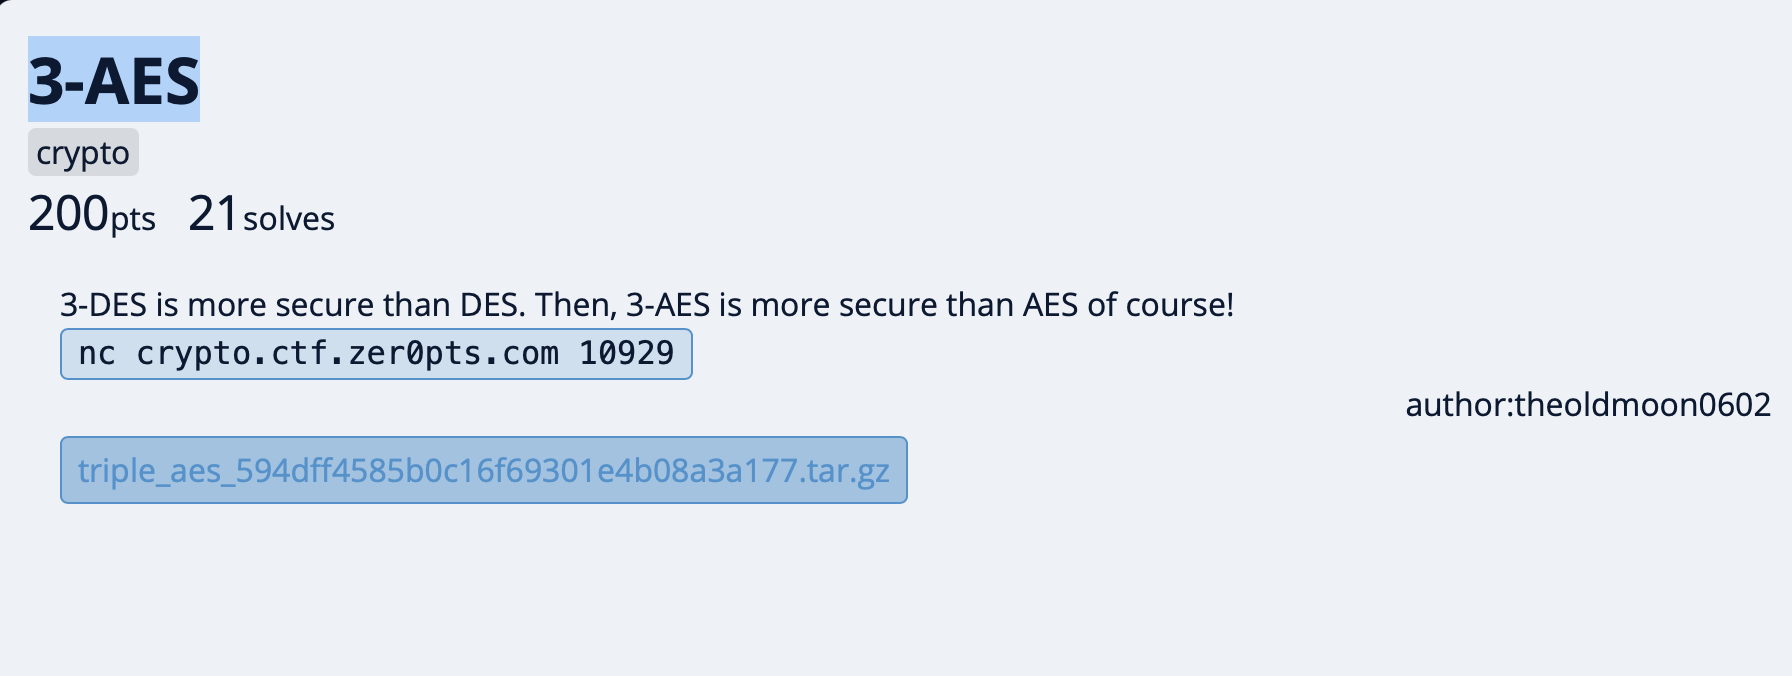 3-AES
crypto
200pts 21solves
3-DES is more secure than DES. Then, 3-AES is more secure than AES of course!
nc crypto.ctf.zer0pts.com 10929
author:theoldmoon0602
triple_aes_594dff4585b0c16f69301e4b08a3a177.tar.gz